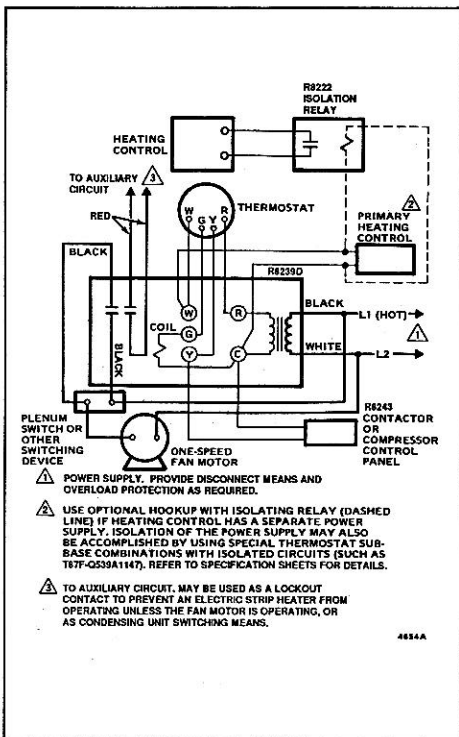 R8222
ISOLATION
RELAY
HEATING
CONTROL
TO AUXILIARY
CIRCUIT
3
RED
THERMOSTAT
W
G
Y
R
2
PRIMARY
HEATING
CONTROL
BLACK
R8239D
W
R
BLACK
L1 (HOT)
COIL
G
1
BLACK
Y
C
WHITE
L2
PLENUM
SWITCH OR
OTHER
SWITCHING
DEVICE
ONE-SPEED
FAN MOTOR
R8243
CONTACTOR
OR
COMPRESSOR
CONTROL
PANEL
1 POWER SUPPLY. PROVIDE DISCONNECT MEANS AND
OVERLOAD PROTECTION AS REQUIRED.
2 USE OPTIONAL HOOKUP WITH ISOLATING RELAY (DASHED
LINE) IF HEATING CONTROL HAS A SEPARATE POWER
SUPPLY. ISOLATION OF THE POWER SUPPLY MAY ALSO
BE ACCOMPLISHED BY USING SPECIAL THERMOSTAT SUB-
BASE COMBINATIONS WITH ISOLATED CIRCUITS (SUCH AS
T87F-Q539A1147). REFER TO SPECIFICATION SHEETS FOR DETAILS.
3 TO AUXILIARY CIRCUIT. MAY BE USED AS A LOCKOUT
CONTACT TO PREVENT AN ELECTRIC STRIP HEATER FROM
OPERATING UNLESS THE FAN MOTOR IS OPERATING, OR
AS CONDENSING UNIT SWITCHING MEANS.
4654A